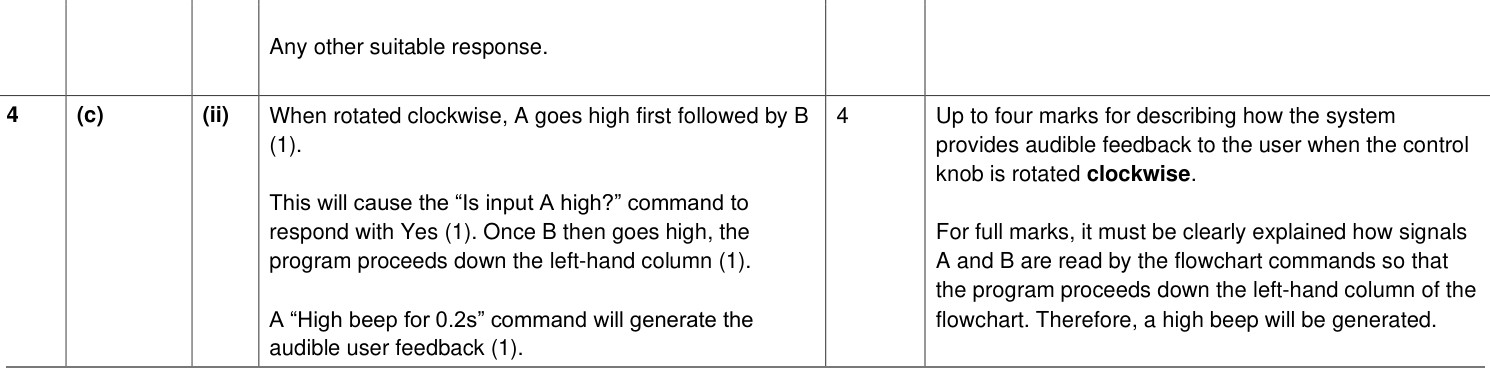 Any other suitable response.
4 (c) (ii) When rotated clockwise, A goes high first followed by B 4 Up to four marks for describing how the system
(1). provides audible feedback to the user when the control
knob is rotated clockwise.
This will cause the “Is input A high?” command to
respond with Yes (1). Once B then goes high, the For full marks, it must be clearly explained how signals
program proceeds down the left-hand column (1). A and B are read by the flowchart commands so that
the program proceeds down the left-hand column of the
A “High beep for 0.2s” command will generate the flowchart. Therefore, a high beep will be generated.
audible user feedback (1).